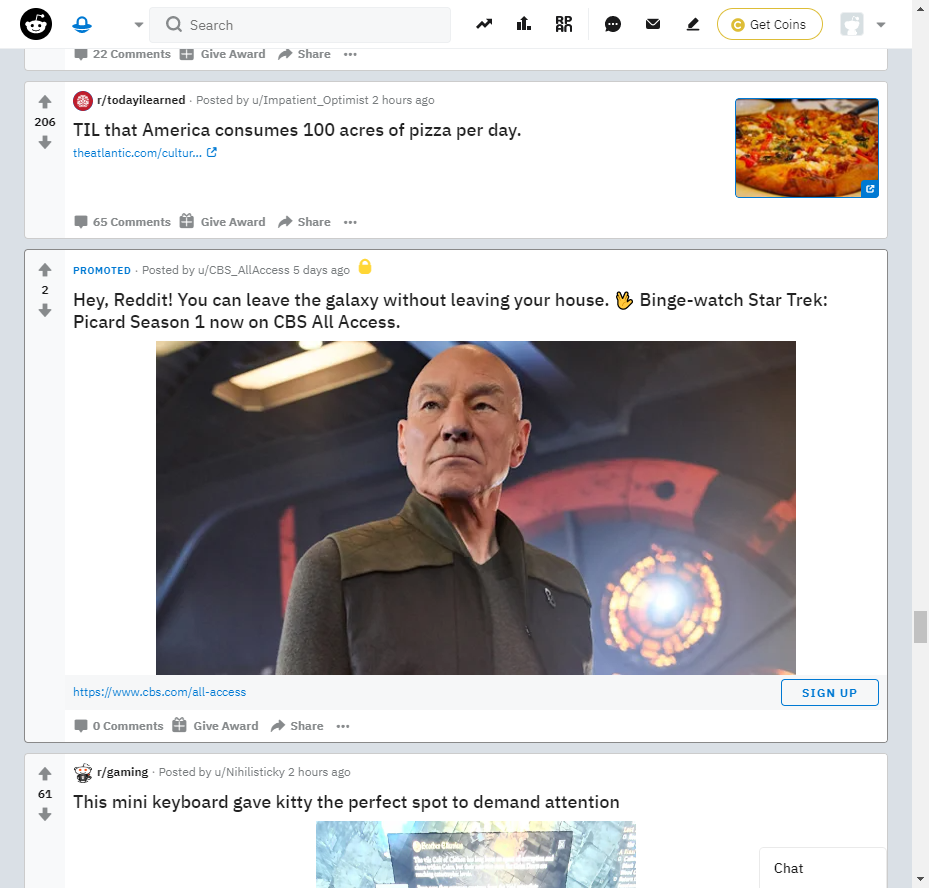 Search
Get Coins
22 Comments Give Award Share
r/todayilearned · Posted by u/Impatient_Optimist 2 hours ago
206
TIL that America consumes 100 acres of pizza per day.
theatlantic.com/cultur...
65 Comments Give Award Share
PROMOTED · Posted by u/CBS_AllAccess 5 days ago
2
Hey, Reddit! You can leave the galaxy without leaving your house. 🖖 Binge-watch Star Trek:
Picard Season 1 now on CBS All Access.
https://www.cbs.com/all-access
SIGN UP
0 Comments Give Award Share
r/gaming · Posted by u/Nihilisticky 2 hours ago
61
This mini keyboard gave kitty the perfect spot to demand attention
Chat